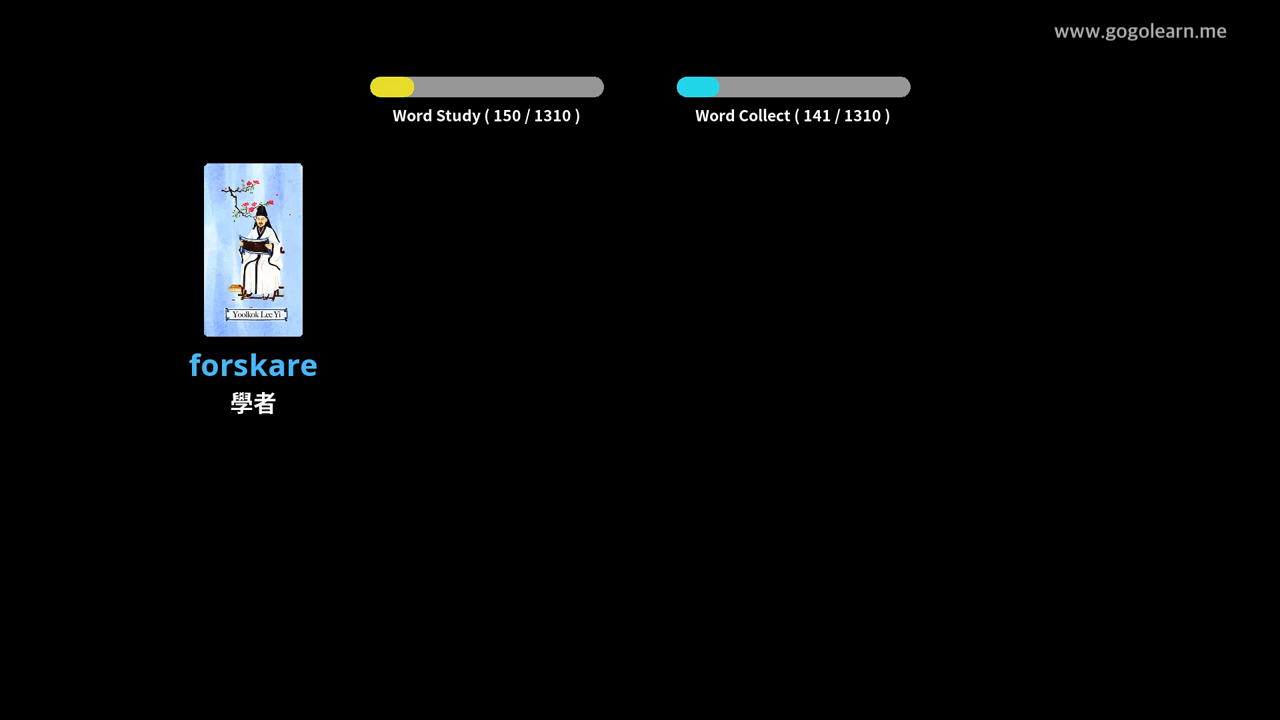 www.gogolearn.me
Word Study ( 150 / 1310 )
Word Collect ( 141 / 1310 )
Yoolkok Lee Yi
forskare
學者